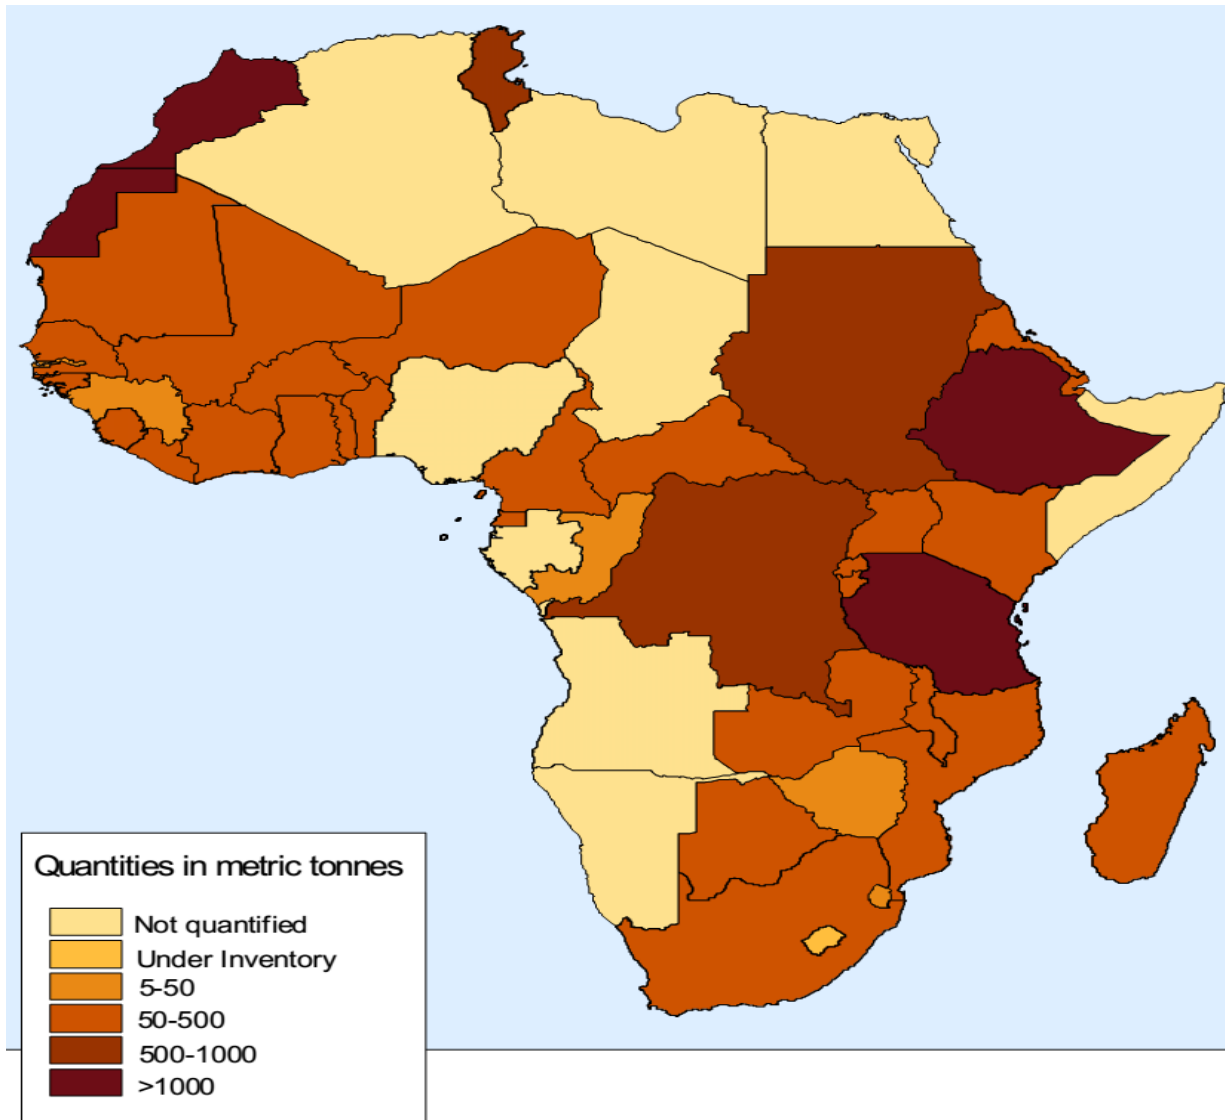 Quantities in metric tonnes
Not quantified
Under Inventory
5-50
50-500
500-1000
>1000